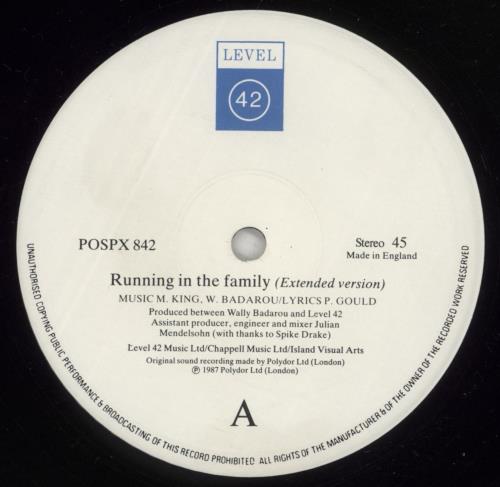 LEVEL
42
POSPX 842
Stereo 45
Made in England
Running in the family (Extended version)
MUSIC M. KING, W. BADAROU/LYRICS P. GOULD
Produced between Wally Badarou and Level 42
Assistant producer, engineer and mixer Julian
Mendelsohn (with thanks to Spike Drake)
Level 42 Music Ltd/Chappell Music Ltd/Island Visual Arts
Original sound recording made by Polydor Ltd (London)
℗ 1987 Polydor Ltd (London)
A
UNAUTHORISED COPYING PUBLIC PERFORMANCE & BROADCASTING OF THIS RECORD PROHIBITED ALL RIGHTS OF THE MANUFACTURER & OF THE OWNER OF THE RECORDED WORK RESERVED